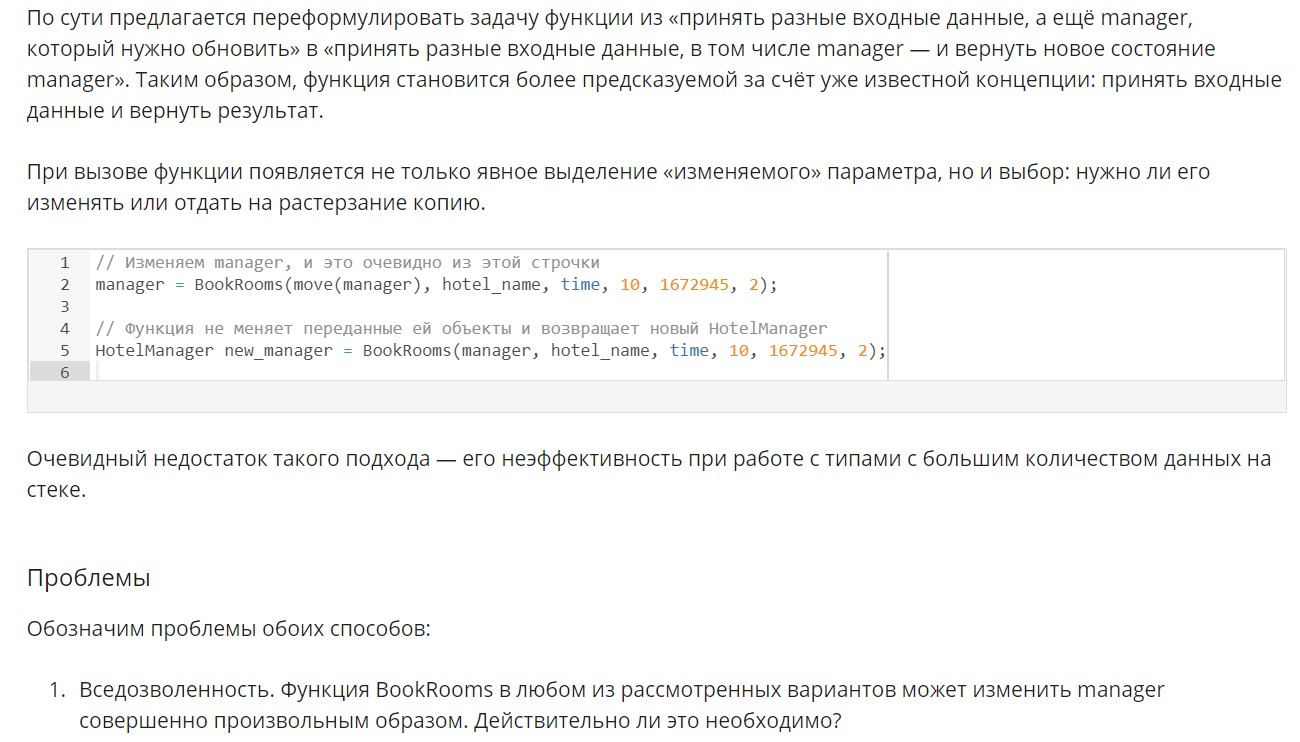 По сути предлагается переформулировать задачу функции из «принять разные входные данные, а ещё manager,
который нужно обновить» в «принять разные входные данные, в том числе manager — и вернуть новое состояние
manager». Таким образом, функция становится более предсказуемой за счёт уже известной концепции: принять входные
данные и вернуть результат.
При вызове функции появляется не только явное выделение «изменяемого» параметра, но и выбор: нужно ли его
изменять или отдать на растерзание копию.
1 // Изменяем manager, и это очевидно из этой строчки
2 manager = BookRooms(move(manager), hotel_name, time, 10, 1672945, 2);
3
4 // Функция не меняет переданные ей объекты и возвращает новый HotelManager
5 HotelManager new_manager = BookRooms(manager, hotel_name, time, 10, 1672945, 2);
6
Очевидный недостаток такого подхода — его неэффективность при работе с типами с большим количеством данных на
стеке.
Проблемы
Обозначим проблемы обоих способов:
1. Вседозволенность. Функция BookRooms в любом из рассмотренных вариантов может изменить manager
совершенно произвольным образом. Действительно ли это необходимо?